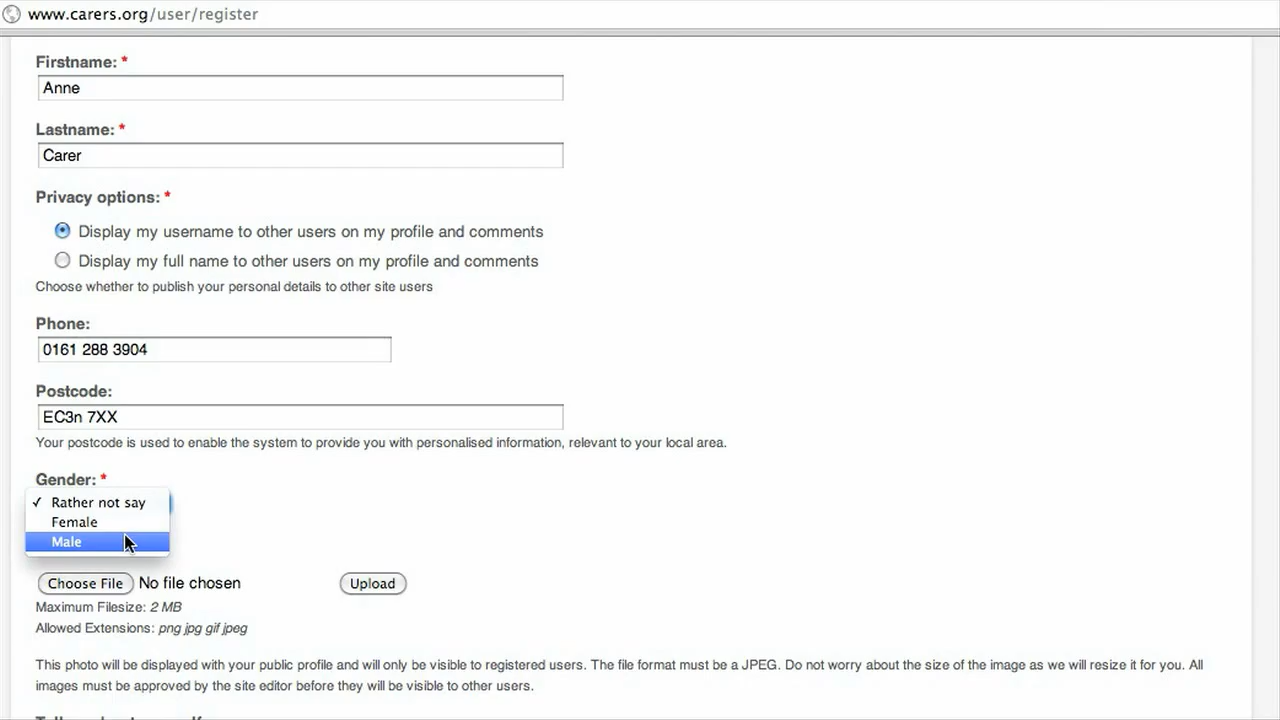 www.carers.org/user/register
Firstname: *
Anne
Lastname: *
Carer
Privacy options: *
Display my username to other users on my profile and comments
Display my full name to other users on my profile and comments
Choose whether to publish your personal details to other site users
Phone:
0161 288 3904
Postcode:
EC3n 7XX
Your postcode is used to enable the system to provide you with personalised information, relevant to your local area.
Gender: *
✓ Rather not say
Female
Male
Choose File No file chosen Upload
Maximum Filesize: 2 MB
Allowed Extensions: png jpg gif jpeg
This photo will be displayed with your public profile and will only be visible to registered users. The file format must be a JPEG. Do not worry about the size of the image as we will resize it for you. All
images must be approved by the site editor before they will be visible to other users.